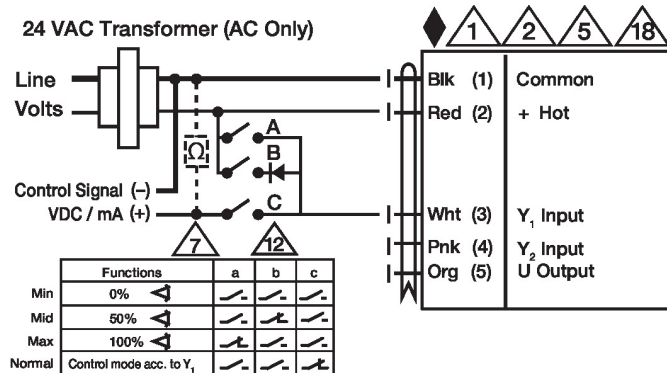 24 VAC Transformer (AC Only)
1 2 5 18
Line
Volts
Blk (1) Common
Red (2) + Hot
A
Ω
B
Control Signal (−)
VDC / mA (+)
C
Wht (3) Y1 Input
Pnk (4) Y2 Input
Org (5) U Output
7
12
Functions a b c
Min 0%
Mid 50%
Max 100%
Normal Control mode acc. to Y1